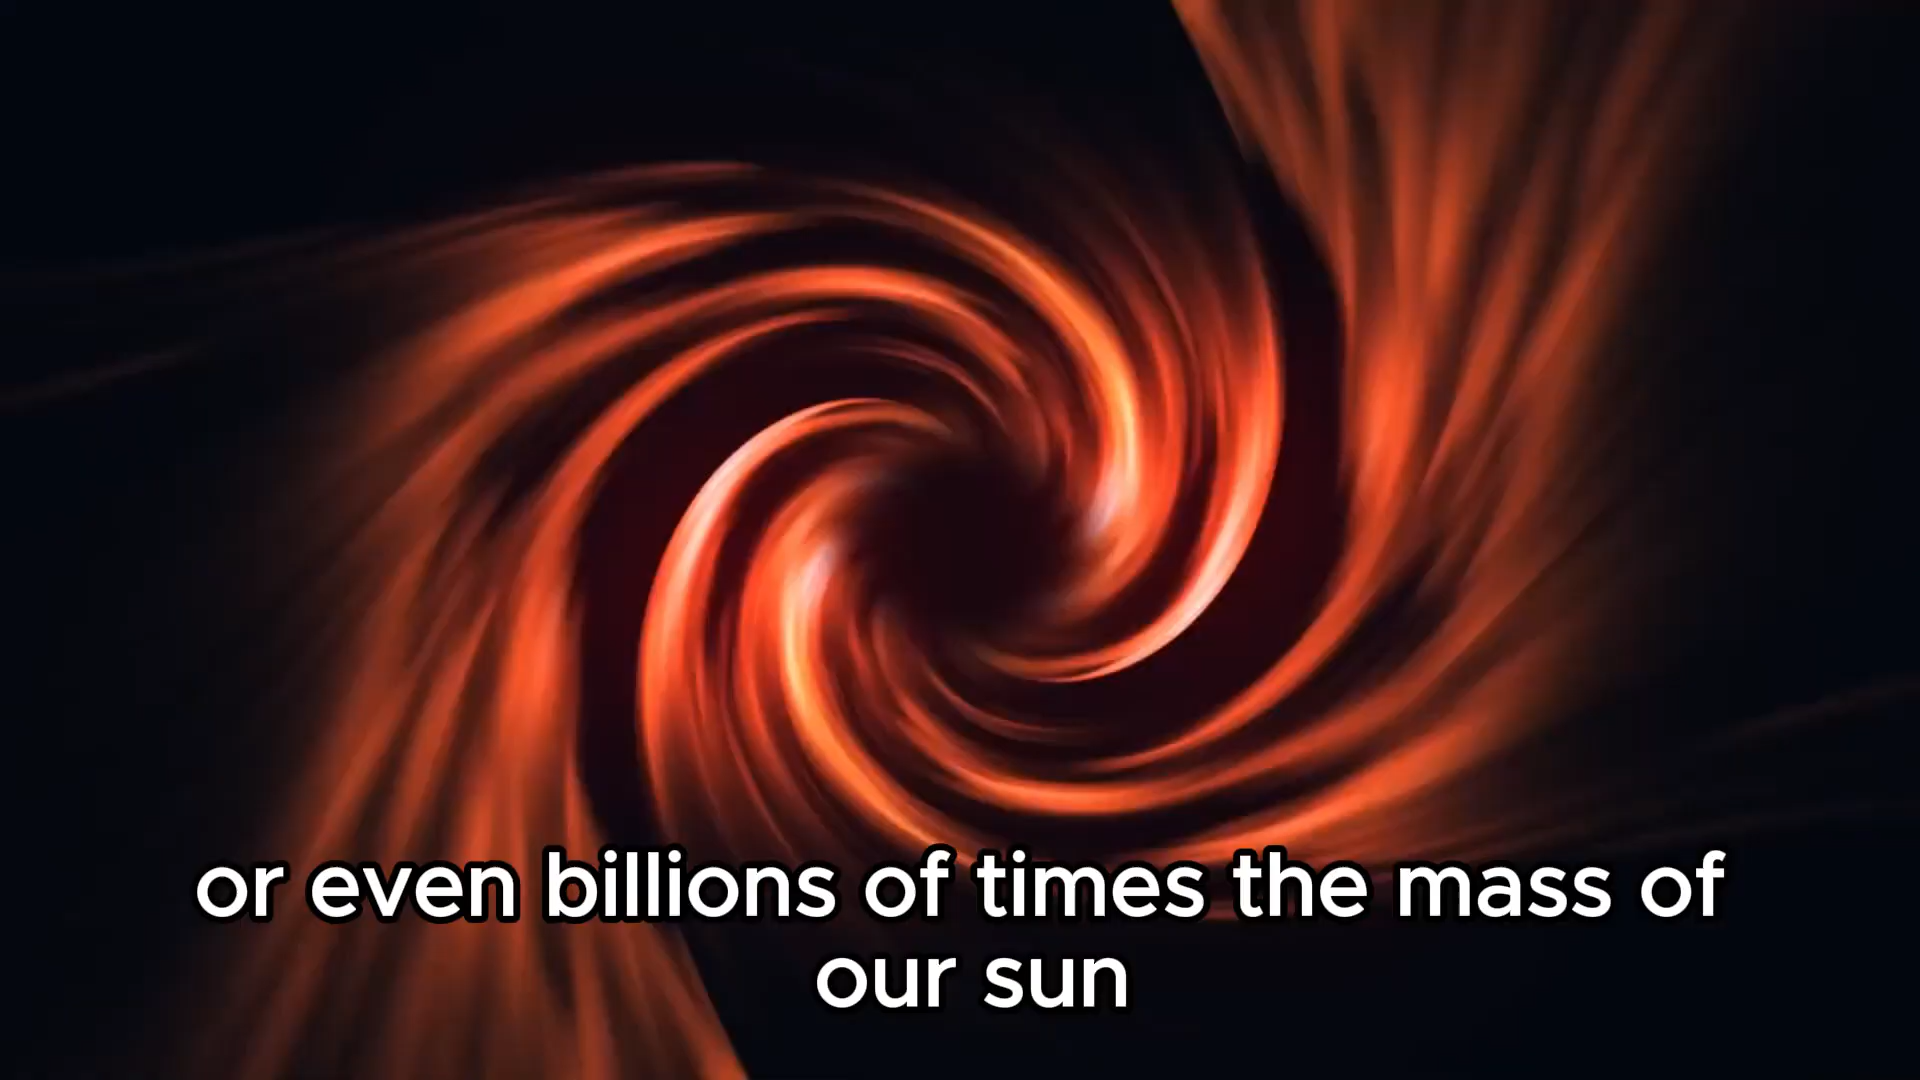 or even billions of times the mass of
our sun